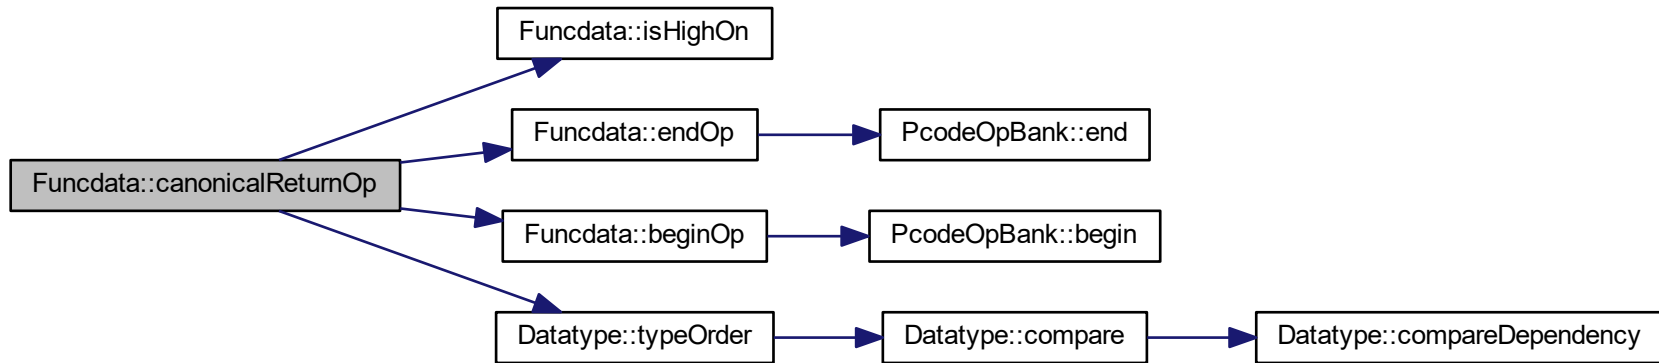 Funcdata::isHighOn
Funcdata::endOp
PcodeOpBank::end
Funcdata::canonicalReturnOp
Funcdata::beginOp
PcodeOpBank::begin
Datatype::typeOrder
Datatype::compare
Datatype::compareDependency